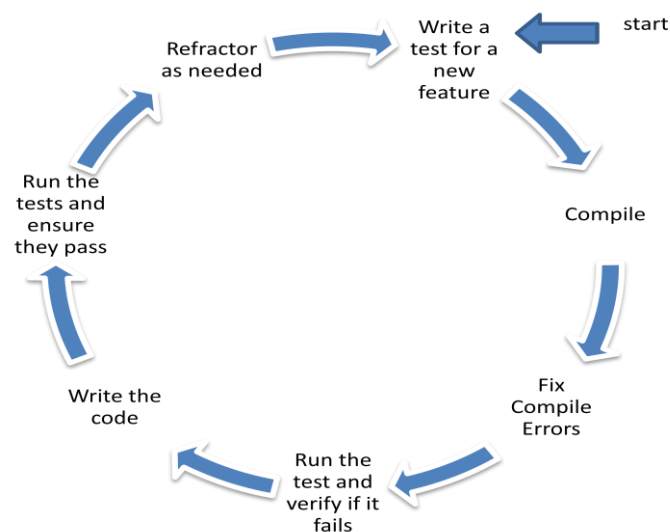 start
Write a
test for a
new
feature
Compile
Fix
Compile
Errors
Run the
test and
verify if it
fails
Write the
code
Run the
tests and
ensure
they pass
Refractor
as needed